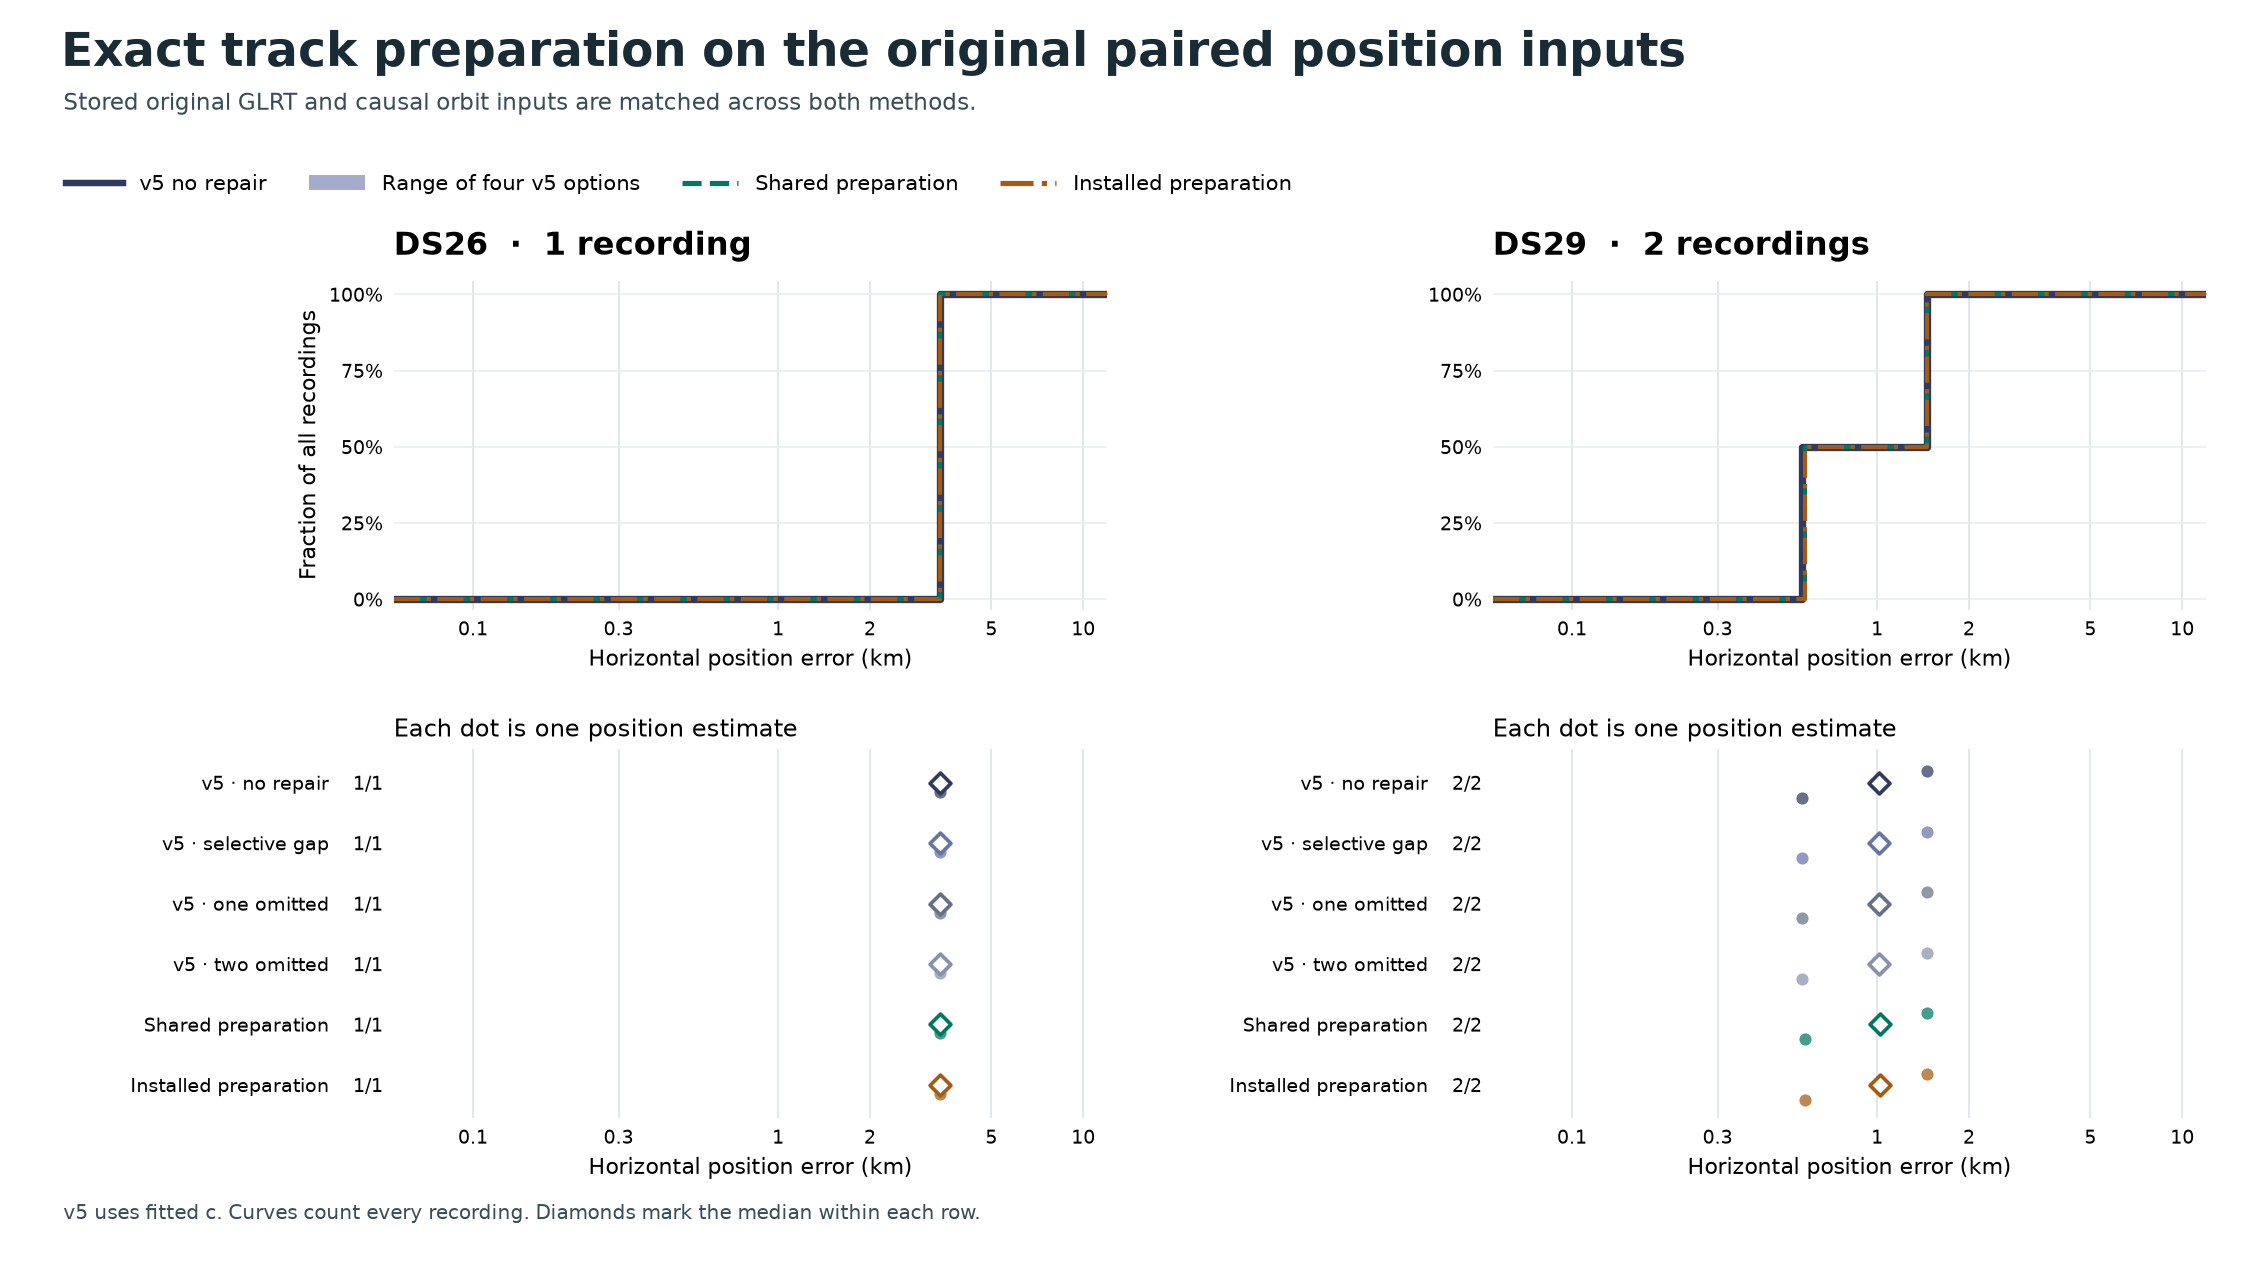 Exact track preparation on the original paired position inputs
Stored original GLRT and causal orbit inputs are matched across both methods.
v5 no repair
Range of four v5 options
Shared preparation
Installed preparation
DS26 · 1 recording
Fraction of all recordings
100%
75%
50%
25%
0%
0.1 0.3 1 2 5 10
Horizontal position error (km)
DS29 · 2 recordings
100%
75%
50%
25%
0%
0.1 0.3 1 2 5 10
Horizontal position error (km)
Each dot is one position estimate
v5 · no repair 1/1
v5 · selective gap 1/1
v5 · one omitted 1/1
v5 · two omitted 1/1
Shared preparation 1/1
Installed preparation 1/1
0.1 0.3 1 2 5 10
Horizontal position error (km)
Each dot is one position estimate
v5 · no repair 2/2
v5 · selective gap 2/2
v5 · one omitted 2/2
v5 · two omitted 2/2
Shared preparation 2/2
Installed preparation 2/2
0.1 0.3 1 2 5 10
Horizontal position error (km)
v5 uses fitted c. Curves count every recording. Diamonds mark the median within each row.